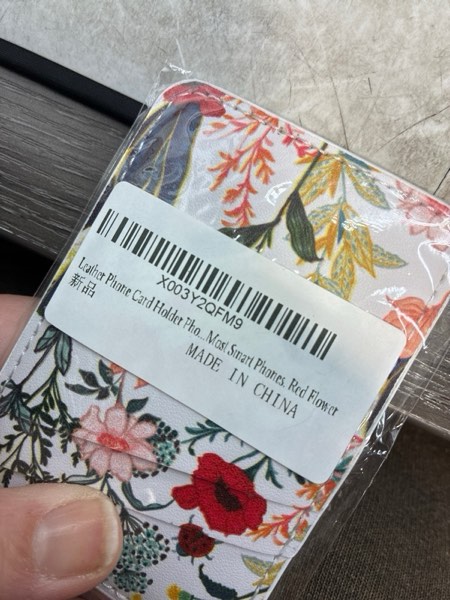 X003Y2QFM9
Leather Phone Card Holder Pho...Most Smart Phones, Red Flower
新品
MADE IN CHINA